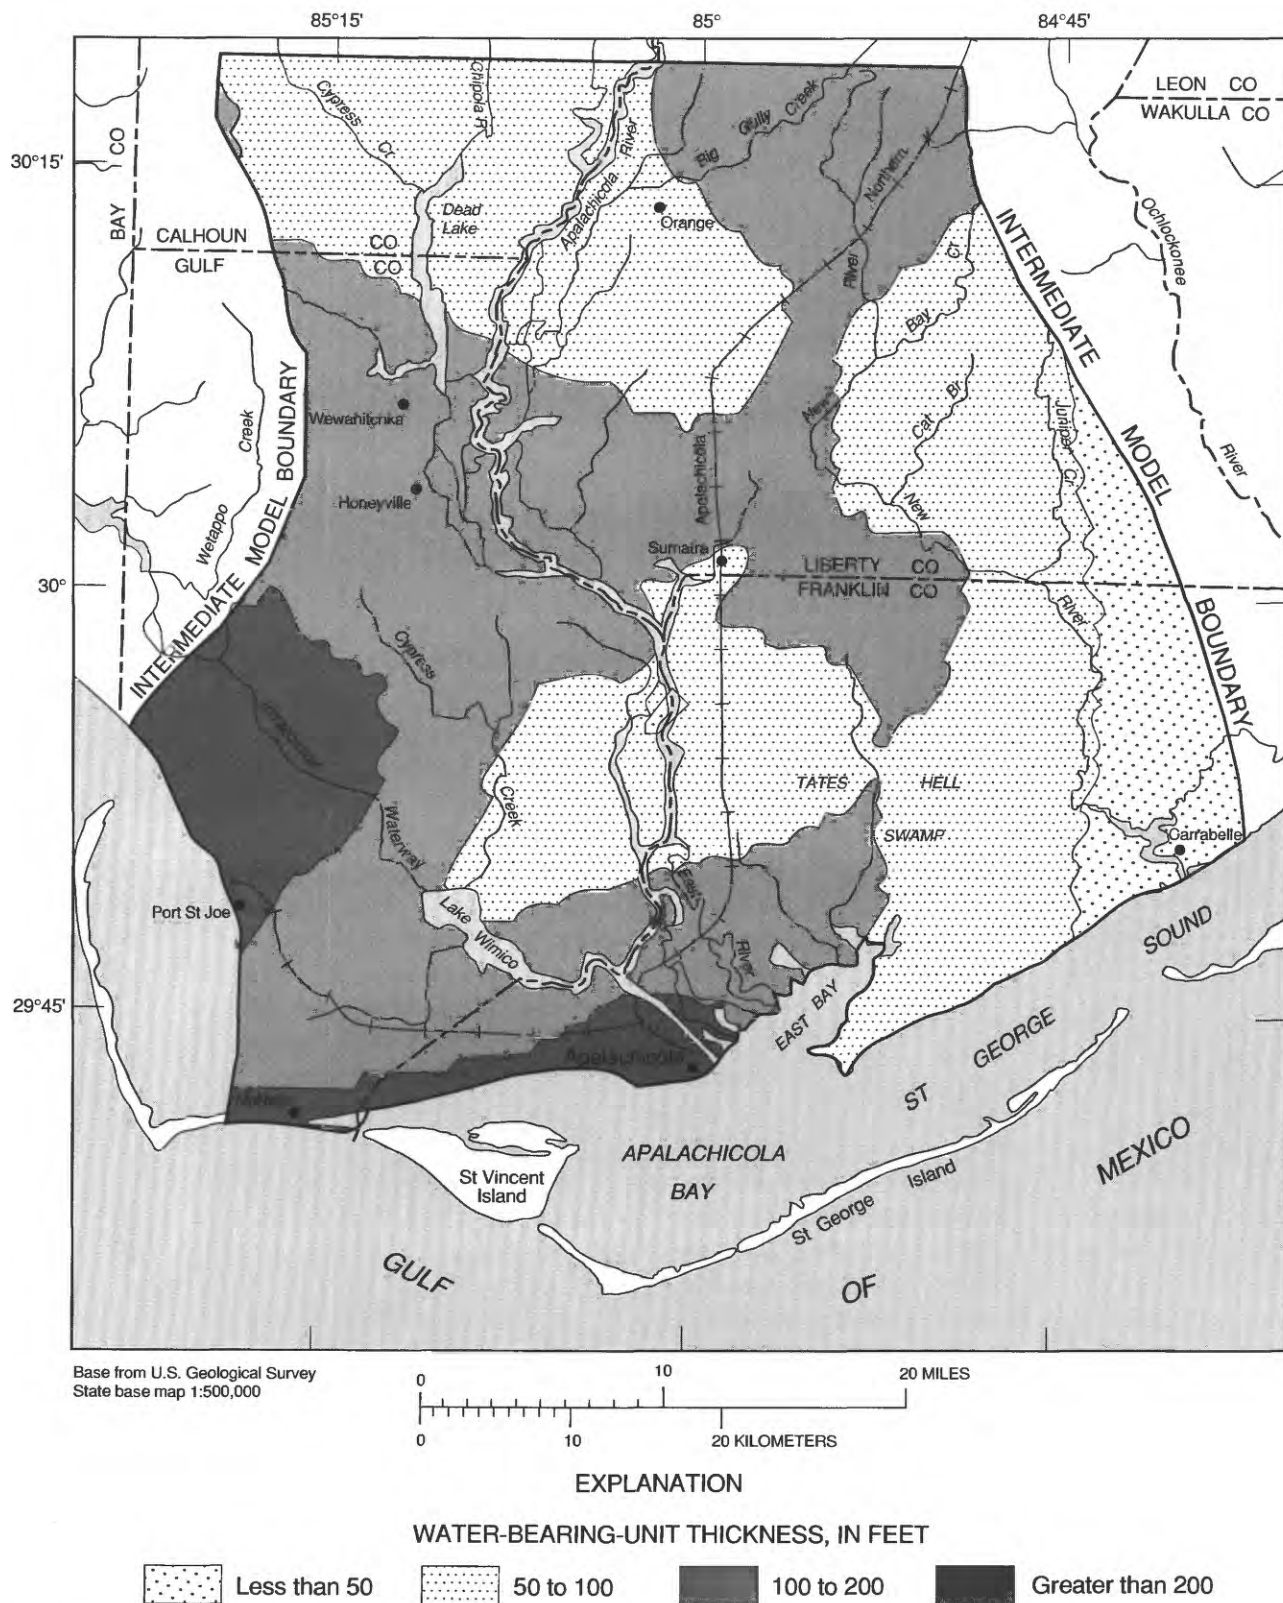 85°15'
85°
84°45'
30°15'
30°
29°45'
LEON CO
WAKULLA CO
BAY CO
CALHOUN CO
GULF CO
Cypress Cr
Chipola R
Dead
Lake
Apalachicola
River
Big Gully Creek
Orange
Northern
River
Bay Cr
New
Cat Br
New
River
Juniper Cr
Ochlockonee
River
INTERMEDIATE MODEL BOUNDARY
INTERMEDIATE MODEL BOUNDARY
Wetappo Creek
Wewahitchka
Honeyville
Apalachicola
Sumatra
LIBERTY CO
FRANKLIN CO
Cypress
Creek
Waterway
TATES HELL
SWAMP
Carrabelle
Port St Joe
Lake Wimico
River
EAST BAY
Apalachicola
ST GEORGE SOUND
St Vincent
Island
APALACHICOLA
BAY
St George Island
GULF OF MEXICO
Base from U.S. Geological Survey
State base map 1:500,000
0 10 20 MILES
0 10 20 KILOMETERS
EXPLANATION
WATER-BEARING-UNIT THICKNESS, IN FEET
Less than 50
50 to 100
100 to 200
Greater than 200